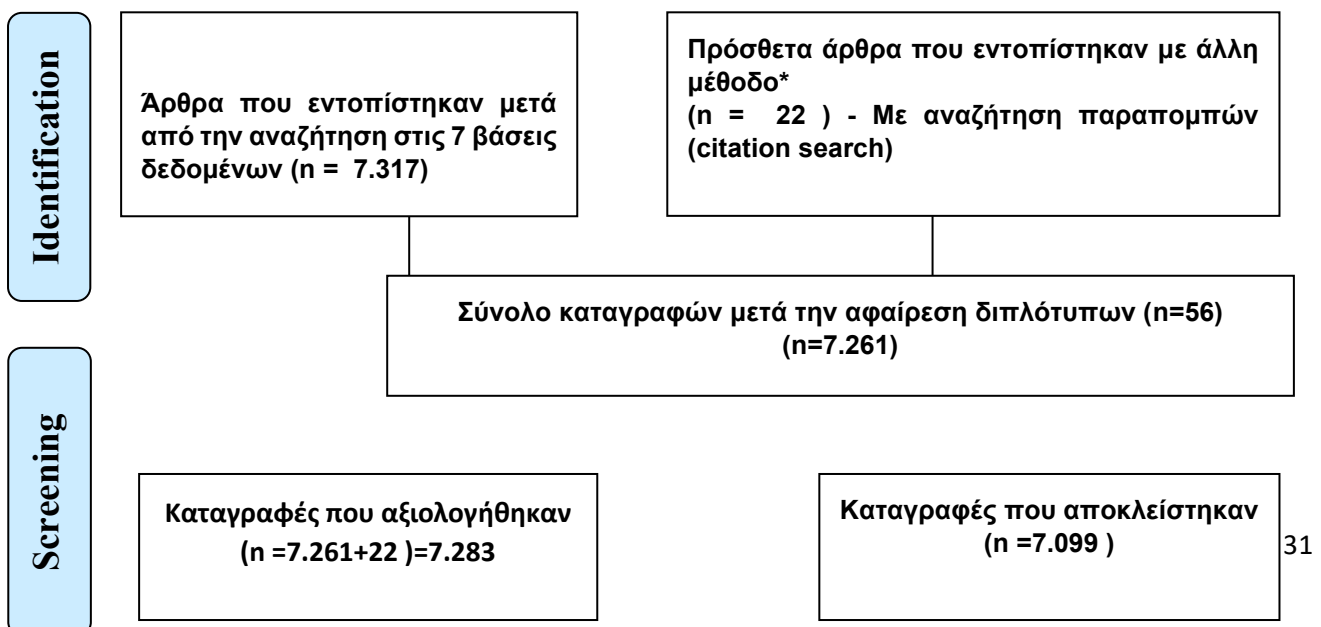 Identification
Άρθρα που εντοπίστηκαν μετά
από την αναζήτηση στις 7 βάσεις
δεδομένων (n = 7.317)
Πρόσθετα άρθρα που εντοπίστηκαν με άλλη
μέθοδο*
(n = 22 ) - Με αναζήτηση παραπομπών
(citation search)
Σύνολο καταγραφών μετά την αφαίρεση διπλότυπων (n=56)
(n=7.261)
Screening
Καταγραφές που αξιολογήθηκαν
(n =7.261+22 )=7.283
Καταγραφές που αποκλείστηκαν
(n =7.099 )
31